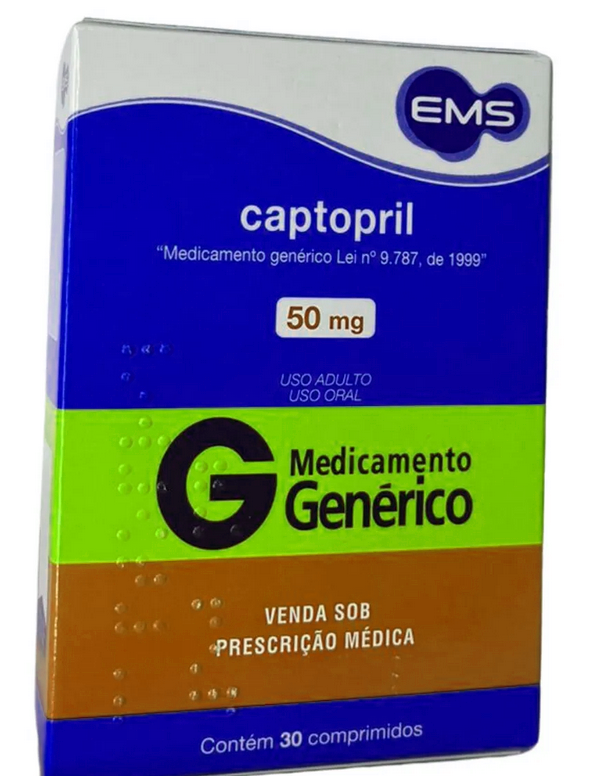 EMS
captopril
“Medicamento genérico Lei nº 9.787, de 1999”
50 mg
USO ADULTO
USO ORAL
G Medicamento
Genérico
VENDA SOB
PRESCRIÇÃO MÉDICA
Contém 30 comprimidos